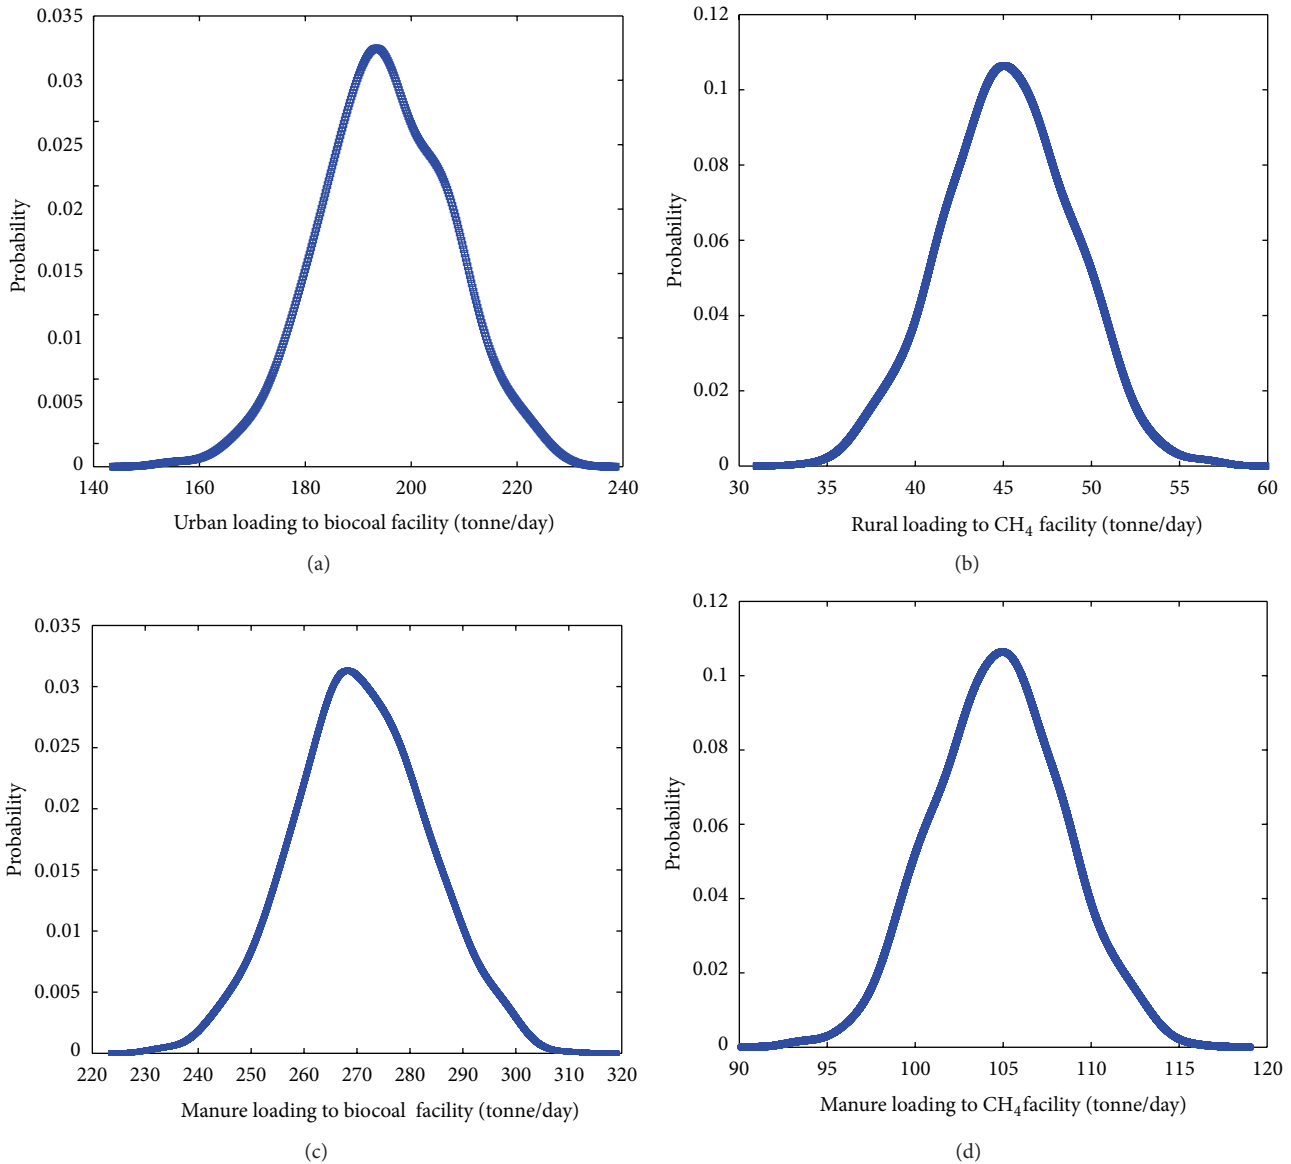 0.035
0.03
0.025
0.02
0.015
0.01
0.005
0
Probability
140 160 180 200 220 240
Urban loading to biocoal facility (tonne/day)
(a)
0.12
0.1
0.08
0.06
0.04
0.02
0
Probability
30 35 40 45 50 55 60
Rural loading to CH₄ facility (tonne/day)
(b)
0.035
0.03
0.025
0.02
0.015
0.01
0.005
0
Probability
220 230 240 250 260 270 280 290 300 310 320
Manure loading to biocoal facility (tonne/day)
(c)
0.12
0.1
0.08
0.06
0.04
0.02
0
Probability
90 95 100 105 110 115 120
Manure loading to CH₄facility (tonne/day)
(d)